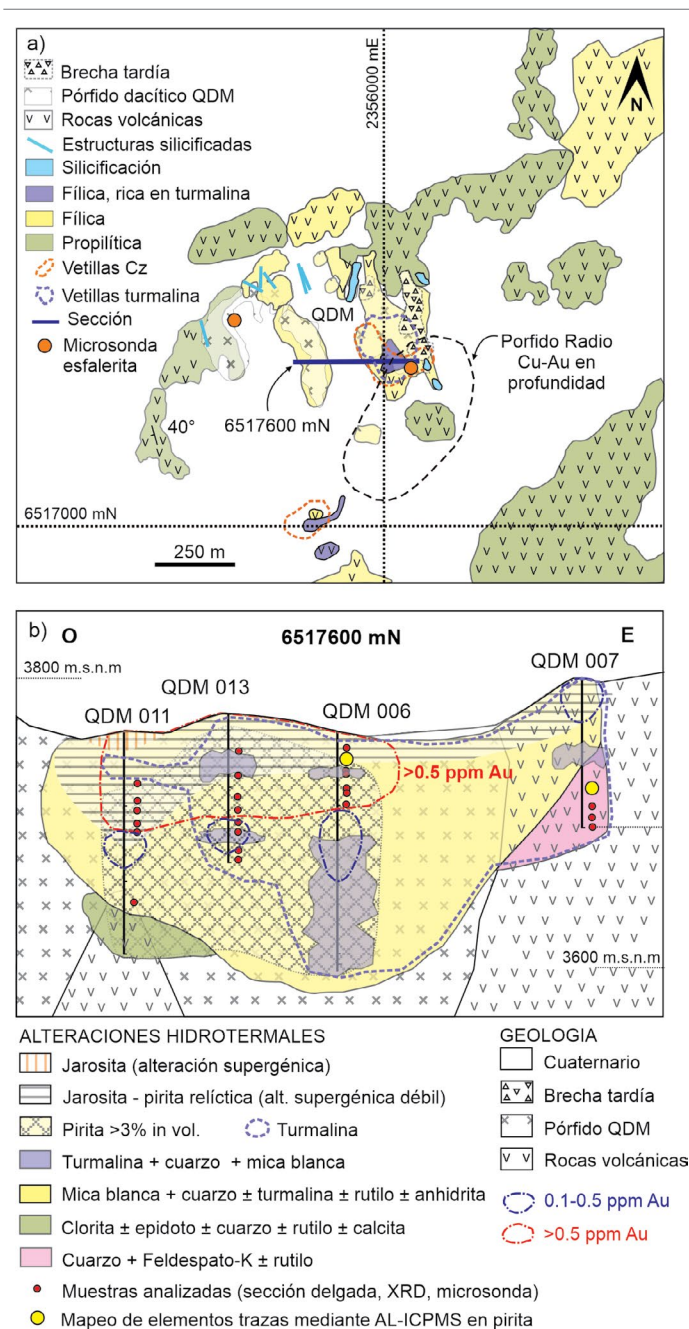 a)
Brecha tardía
Pórfido dacítico QDM
Rocas volcánicas
Estructuras silicificadas
Silicificación
Fílica, rica en turmalina
Fílica
Propilítica
Vetillas Cz
Vetillas turmalina
Sección
Microsonda
esfalerita
2356000 mE
N
QDM
Porfido Radio
Cu-Au en
profundidad
6517600 mN
40°
6517000 mN
250 m
b) O
6517600 mN
E
3800 m.s.n.m
QDM 007
QDM 013
QDM 011
QDM 006
>0.5 ppm Au
3600 m.s.n.m
ALTERACIONES HIDROTERMALES
Jarosita (alteración supergénica)
Jarosita - pirita relíctica (alt. supergénica débil)
Pirita >3% in vol.
Turmalina
Turmalina + cuarzo + mica blanca
Mica blanca + cuarzo ± turmalina ± rutilo ± anhidrita
Clorita ± epidoto ± cuarzo ± rutilo ± calcita
Cuarzo + Feldespato-K ± rutilo
Muestras analizadas (sección delgada, XRD, microsonda)
Mapeo de elementos trazas mediante AL-ICPMS en pirita
GEOLOGIA
Cuaternario
Brecha tardía
Pórfido QDM
Rocas volcánicas
0.1-0.5 ppm Au
>0.5 ppm Au